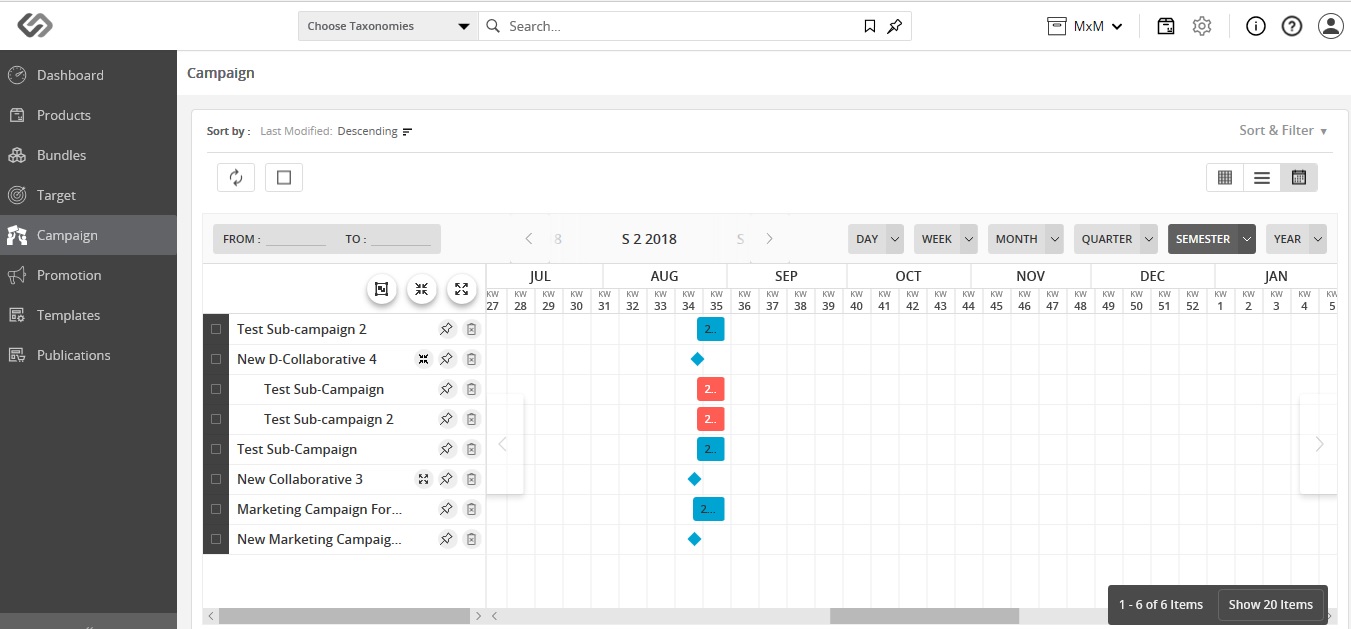 Choose Taxonomies Search... MxM
Dashboard
Products
Bundles
Target
Campaign
Promotion
Templates
Publications
Campaign
Sort by : Last Modified: Descending Sort & Filter
FROM : TO : 8 S 2 2018 S DAY WEEK MONTH QUARTER SEMESTER YEAR
JUL AUG SEP OCT NOV DEC JAN
KW KW KW KW KW KW KW KW KW KW KW KW KW KW KW KW KW KW KW KW KW KW KW KW KW KW KW KW KW KW KW
27 28 29 30 31 32 33 34 35 36 37 38 39 40 41 42 43 44 45 46 47 48 49 50 51 52 1 2 3 4 5
Test Sub-campaign 2 2..
New D-Collaborative 4
Test Sub-Campaign 2..
Test Sub-campaign 2 2..
Test Sub-Campaign 2..
New Collaborative 3
Marketing Campaign For... 2...
New Marketing Campaig...
1 - 6 of 6 Items Show 20 Items